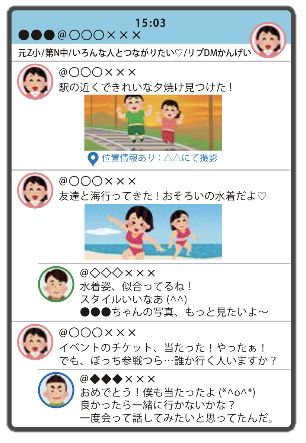 15:03
●●●＠〇〇〇×××
元Z小/第N中/いろんな人とつながりたい♡/リプDMかんげい
＠〇〇〇×××
駅の近くできれいな夕焼け見つけた！
位置情報あり：△△にて撮影
＠〇〇〇×××
友達と海行ってきた！おそろいの水着だよ♡
＠◇◇◇×××
水着姿、似合ってるね！
スタイルいいなあ (^^)
●●●ちゃんの写真、もっと見たいよ～
＠〇〇〇×××
イベントのチケット、当たった！やったぁ！
でも、ぼっち参戦つら…誰か行く人いますか？
＠◆◆◆×××
おめでとう！僕も当たったよ (*^o^*)
良かったら一緒に行かないかな？
一度会って話してみたいと思ってたんだ。